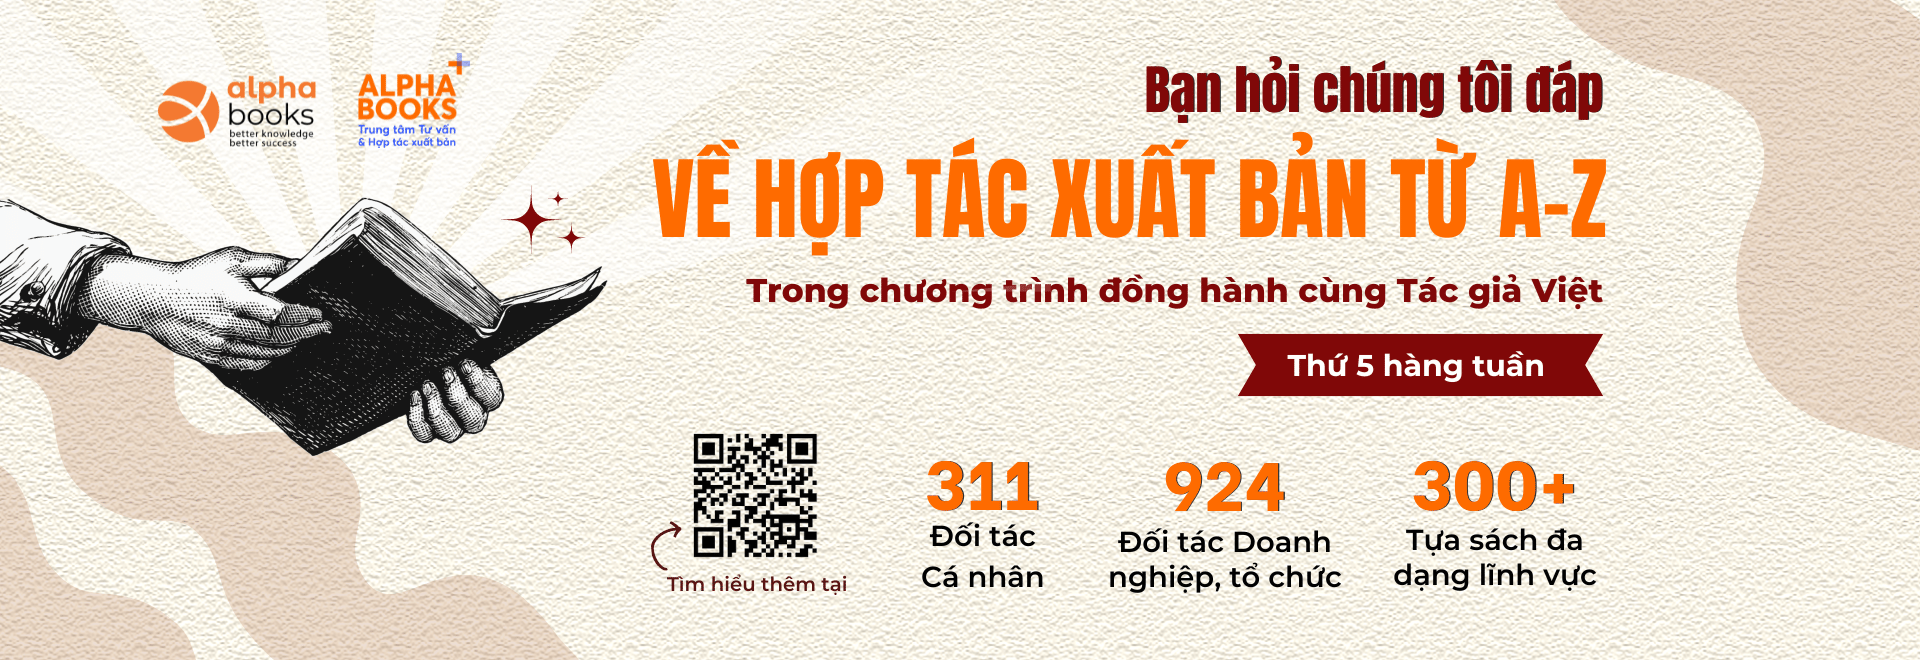 alpha
books
better knowledge
better success
ALPHA
BOOKS
Trung tâm Tư vấn
& Hợp tác xuất bản
Bạn hỏi chúng tôi đáp
VỀ HỢP TÁC XUẤT BẢN TỪ A-Z
Trong chương trình đồng hành cùng Tác giả Việt
Thứ 5 hàng tuần
Tìm hiểu thêm tại
311
Đối tác
Cá nhân
924
Đối tác Doanh
nghiệp, tổ chức
300+
Tựa sách đa
dạng lĩnh vực